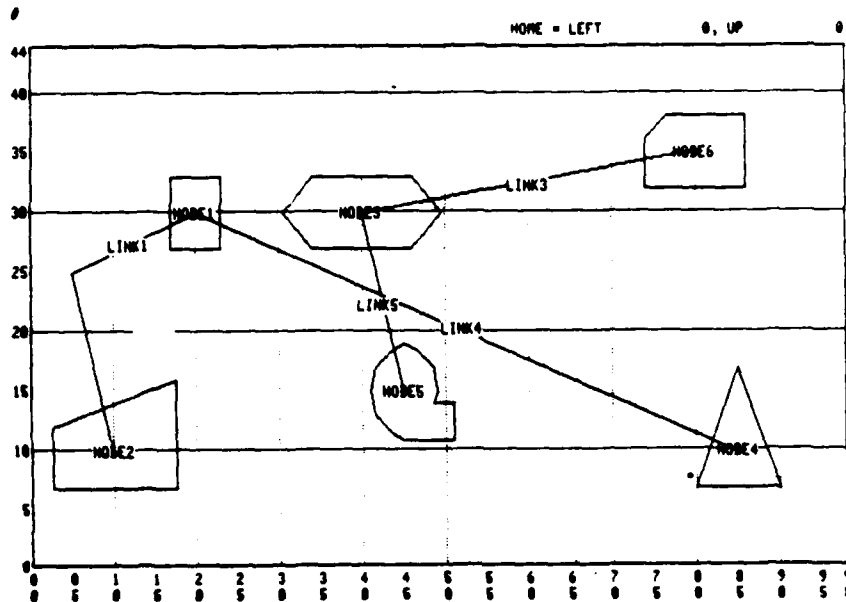 0
HOME = LEFT 0, UP 0
44
40
35
NODE6
LINK3
30
NODE1
NODE3
LINK1
25
LINK5
LINK4
20
15
NODE5
10
NODE2
NODE4
5
0
0 0 1 1 2 2 3 3 4 4 5 5 6 6 7 7 8 8 9 9
0 5 0 5 0 5 0 5 0 5 0 5 0 5 0 5 0 5 0 5